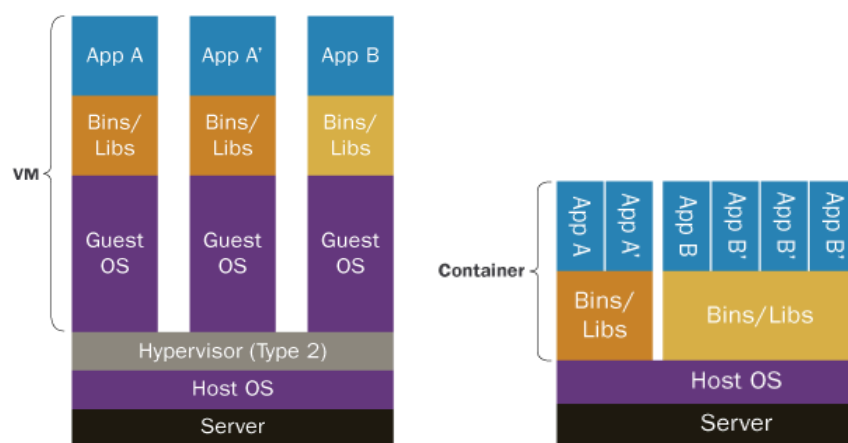 App A
App A'
App B
Bins/
Libs
Bins/
Libs
Bins/
Libs
VM
Guest
OS
Guest
OS
Guest
OS
Hypervisor (Type 2)
Host OS
Server
App A
App A'
App B
App B'
App B'
App B'
Container
Bins/
Libs
Bins/Libs
Host OS
Server